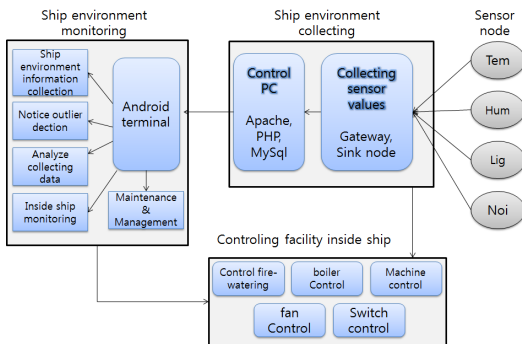 Ship environment
monitoring
Ship environment
collecting
Sensor
node
Ship
environment
information
collection
Notice outlier
dection
Analyze
collecting
data
Inside ship
monitoring
Android
terminal
Maintenance
&
Management
Control
PC
Apache,
PHP,
MySql
Collecting
sensor
values
Gateway,
Sink node
Tem
Hum
Lig
Noi
Controling facility inside ship
Control fire-
watering
boiler
Control
Machine
control
fan
Control
Switch
control